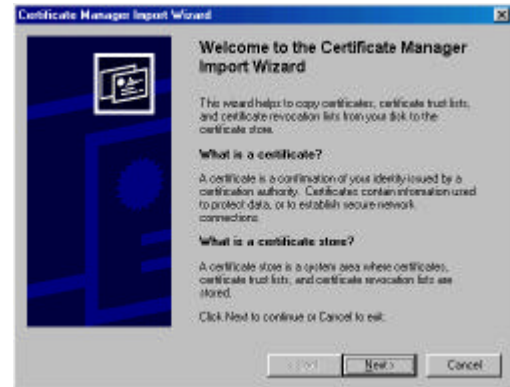 Certificate Manager Import Wizard
Welcome to the Certificate Manager
Import Wizard
This wizard helps to copy certificates, certificate trust lists,
and certificate revocation lists from your disk to the
certificate store.
What is a certificate?
A certificate is a confirmation of your identity issued by a
certification authority. Certificates contain information used
to protect data, or to establish secure network
connections.
What is a certificate store?
A certificate store is a system area where certificates,
certificate trust lists, and certificate revocation lists are
stored.
Click Next to continue or Cancel to exit.
Next >
Cancel